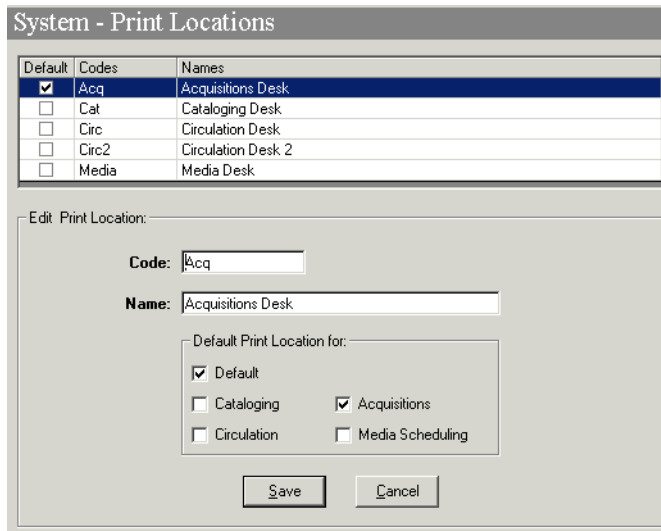 System - Print Locations
Default Codes Names
Acq Acquisitions Desk
Cat Cataloging Desk
Circ Circulation Desk
Circ2 Circulation Desk 2
Media Media Desk
Edit Print Location:
Code: Acq
Name: Acquisitions Desk
Default Print Location for:
Default
Cataloging Acquisitions
Circulation Media Scheduling
Save Cancel